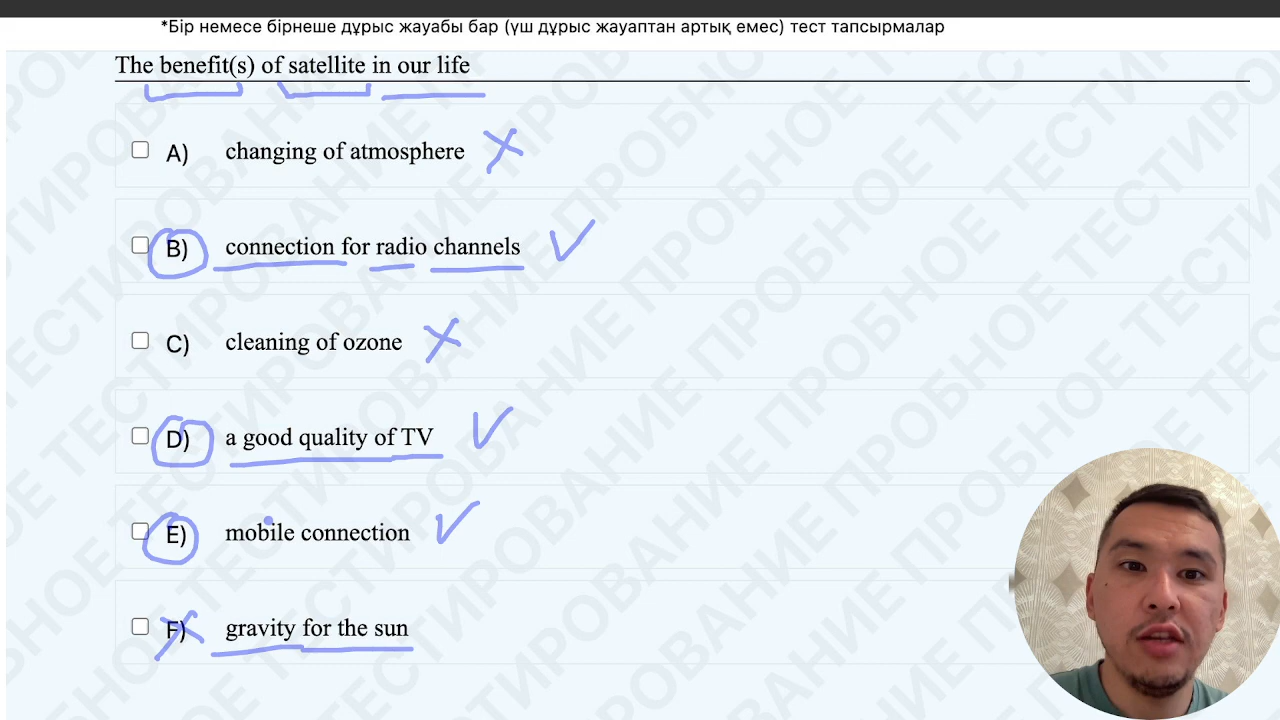 *Бір немесе бірнеше дұрыс жауабы бар (үш дұрыс жауаптан артық емес) тест тапсырмалар
The benefit(s) of satellite in our life
A) changing of atmosphere
B) connection for radio channels
C) cleaning of ozone
D) a good quality of TV
E) mobile connection
F) gravity for the sun